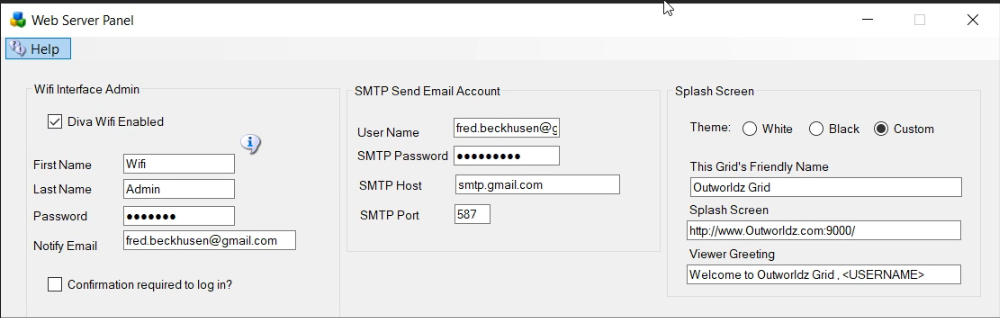 Web Server Panel
Help
Wifi Interface Admin
Diva Wifi Enabled
First Name Wifi
Last Name Admin
Password ●●●●●●●
Notify Email fred.beckhusen@gmail.com
Confirmation required to log in?
SMTP Send Email Account
User Name fred.beckhusen@g
SMTP Password ●●●●●●●●●
SMTP Host smtp.gmail.com
SMTP Port 587
Splash Screen
Theme: White Black Custom
This Grid's Friendly Name
Outworldz Grid
Splash Screen
http://www.Outworldz.com:9000/
Viewer Greeting
Welcome to Outworldz Grid , <USERNAME>